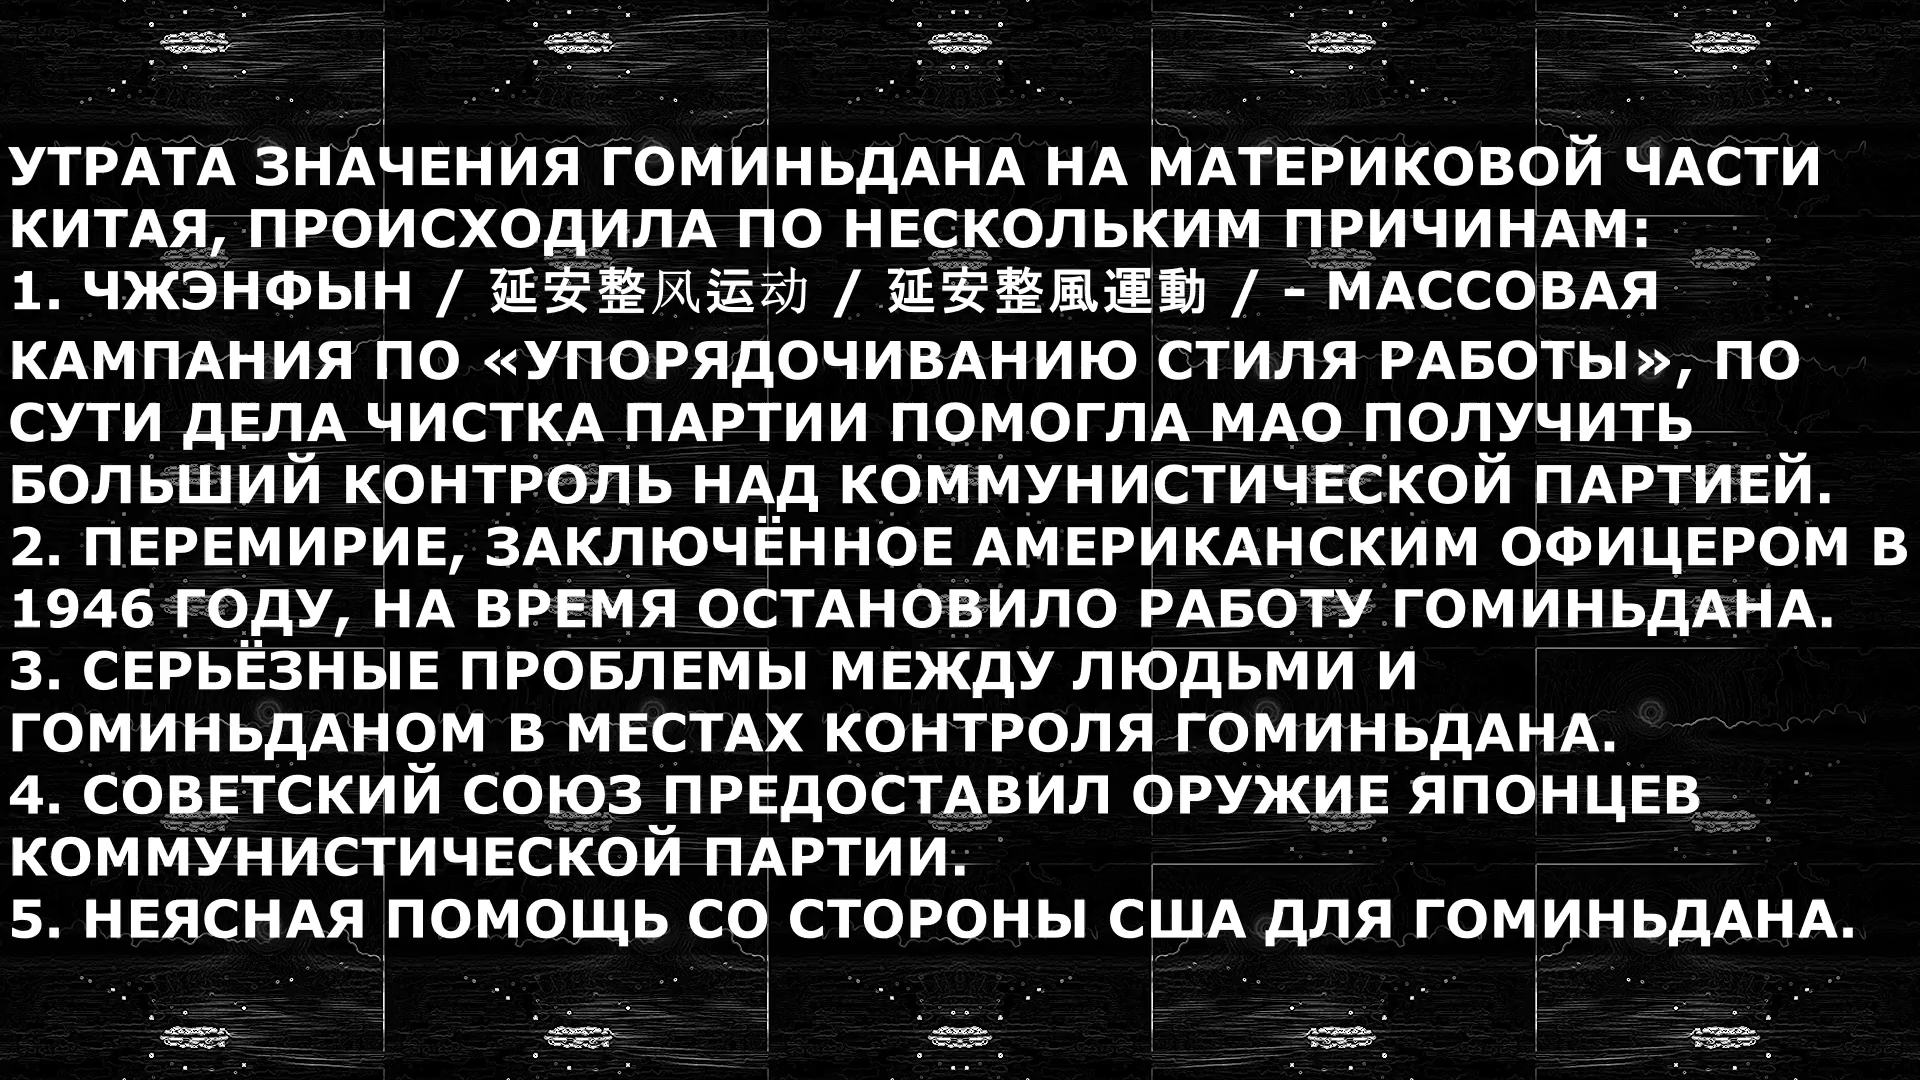 УТРАТА ЗНАЧЕНИЯ ГОМИНЬДАНА НА МАТЕРИКОВОЙ ЧАСТИ
КИТАЯ, ПРОИСХОДИЛА ПО НЕСКОЛЬКИМ ПРИЧИНАМ:
1. ЧЖЭНФЫН / 延安整风运动 / 延安整風運動 / - МАССОВАЯ
КАМПАНИЯ ПО «УПОРЯДОЧИВАНИЮ СТИЛЯ РАБОТЫ», ПО
СУТИ ДЕЛА ЧИСТКА ПАРТИИ ПОМОГЛА МАО ПОЛУЧИТЬ
БОЛЬШИЙ КОНТРОЛЬ НАД КОММУНИСТИЧЕСКОЙ ПАРТИЕЙ.
2. ПЕРЕМИРИЕ, ЗАКЛЮЧЁННОЕ АМЕРИКАНСКИМ ОФИЦЕРОМ В
1946 ГОДУ, НА ВРЕМЯ ОСТАНОВИЛО РАБОТУ ГОМИНЬДАНА.
3. СЕРЬЁЗНЫЕ ПРОБЛЕМЫ МЕЖДУ ЛЮДЬМИ И
ГОМИНЬДАНОМ В МЕСТАХ КОНТРОЛЯ ГОМИНЬДАНА.
4. СОВЕТСКИЙ СОЮЗ ПРЕДОСТАВИЛ ОРУЖИЕ ЯПОНЦЕВ
КОММУНИСТИЧЕСКОЙ ПАРТИИ.
5. НЕЯСНАЯ ПОМОЩЬ СО СТОРОНЫ США ДЛЯ ГОМИНЬДАНА.